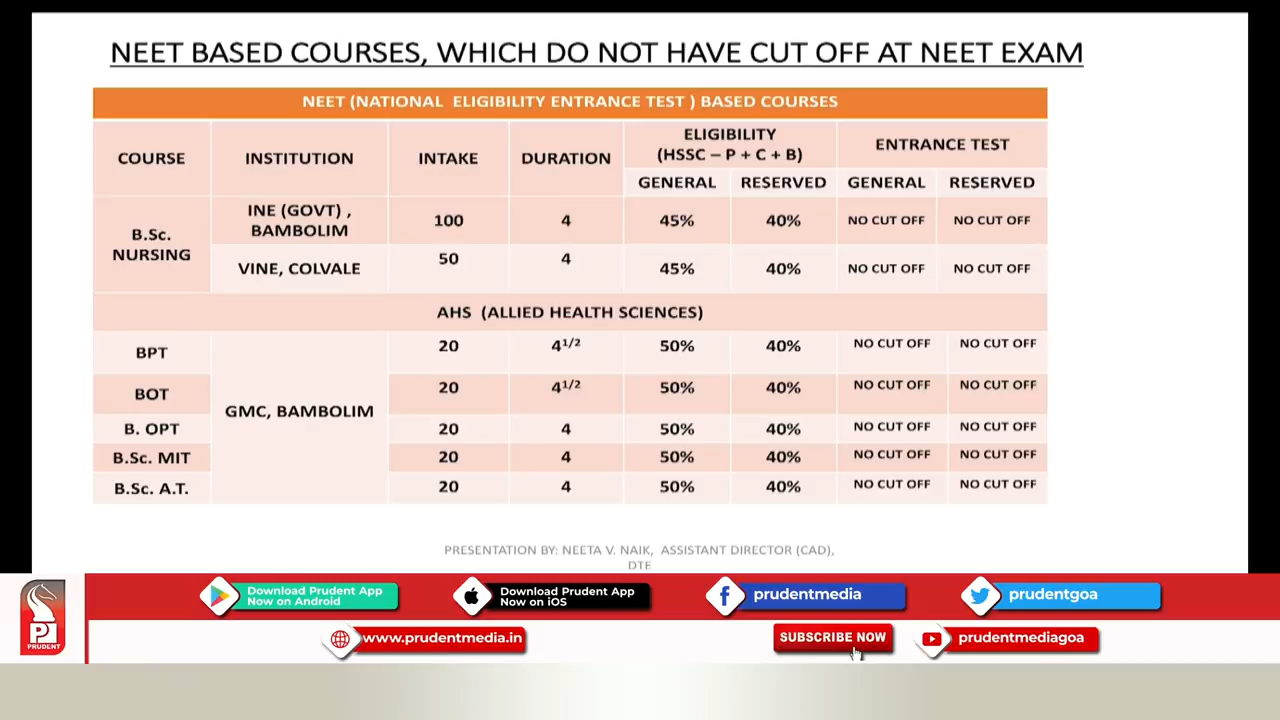 NEET BASED COURSES, WHICH DO NOT HAVE CUT OFF AT NEET EXAM
NEET (NATIONAL ELIGIBILITY ENTRANCE TEST ) BASED COURSES
COURSE INSTITUTION INTAKE DURATION ELIGIBILITY (HSSC – P + C + B) ENTRANCE TEST
GENERAL RESERVED GENERAL RESERVED
B.Sc. NURSING
INE (GOVT) , BAMBOLIM 100 4 45% 40% NO CUT OFF NO CUT OFF
VINE, COLVALE 50 4 45% 40% NO CUT OFF NO CUT OFF
AHS (ALLIED HEALTH SCIENCES)
BPT 20 4¹/² 50% 40% NO CUT OFF NO CUT OFF
BOT 20 4¹/² 50% 40% NO CUT OFF NO CUT OFF
GMC, BAMBOLIM
B. OPT 20 4 50% 40% NO CUT OFF NO CUT OFF
B.Sc. MIT 20 4 50% 40% NO CUT OFF NO CUT OFF
B.Sc. A.T. 20 4 50% 40% NO CUT OFF NO CUT OFF
PRESENTATION BY: NEETA V. NAIK, ASSISTANT DIRECTOR (CAD),
DTE
PI
PRUDENT
Download Prudent App
Now on Android
Download Prudent App
Now on iOS
prudentmedia
prudentgoa
www.prudentmedia.in
SUBSCRIBE NOW
prudentmediagoa